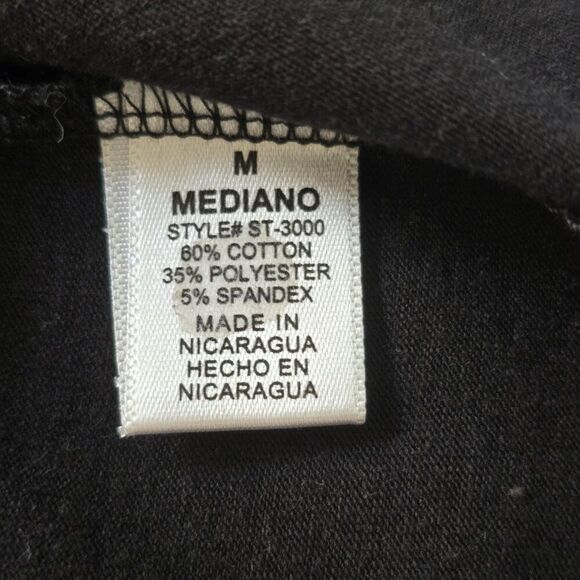 M
MEDIANO
STYLE# ST-3000
60% COTTON
35% POLYESTER
5% SPANDEX
MADE IN
NICARAGUA
HECHO EN
NICARAGUA